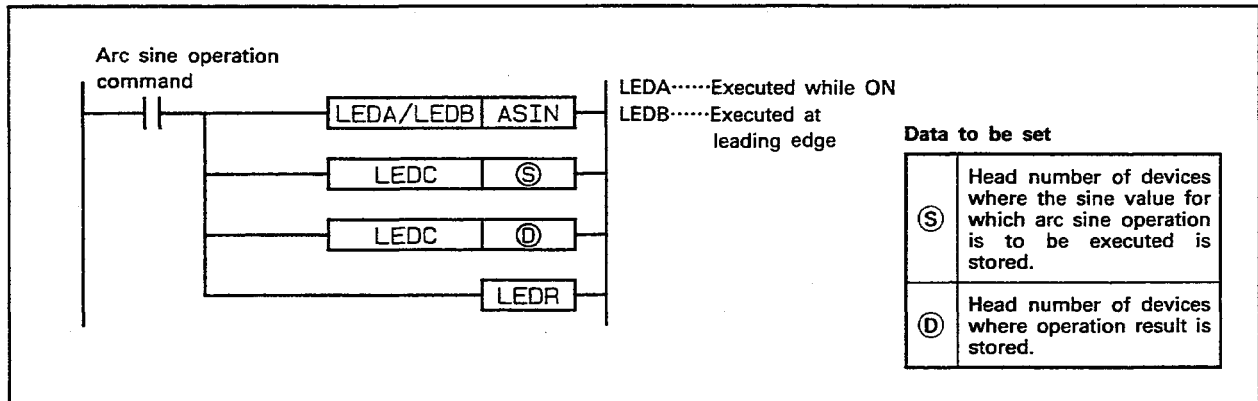 Arc sine operation
command
LEDA/LEDB ASIN
LEDA······Executed while ON
LEDB······Executed at
leading edge
LEDC Ⓢ
LEDC Ⓓ
LEDR
Data to be set
Ⓢ
Head number of devices
where the sine value for
which arc sine operation
is to be executed is
stored.
Ⓓ
Head number of devices
where operation result is
stored.